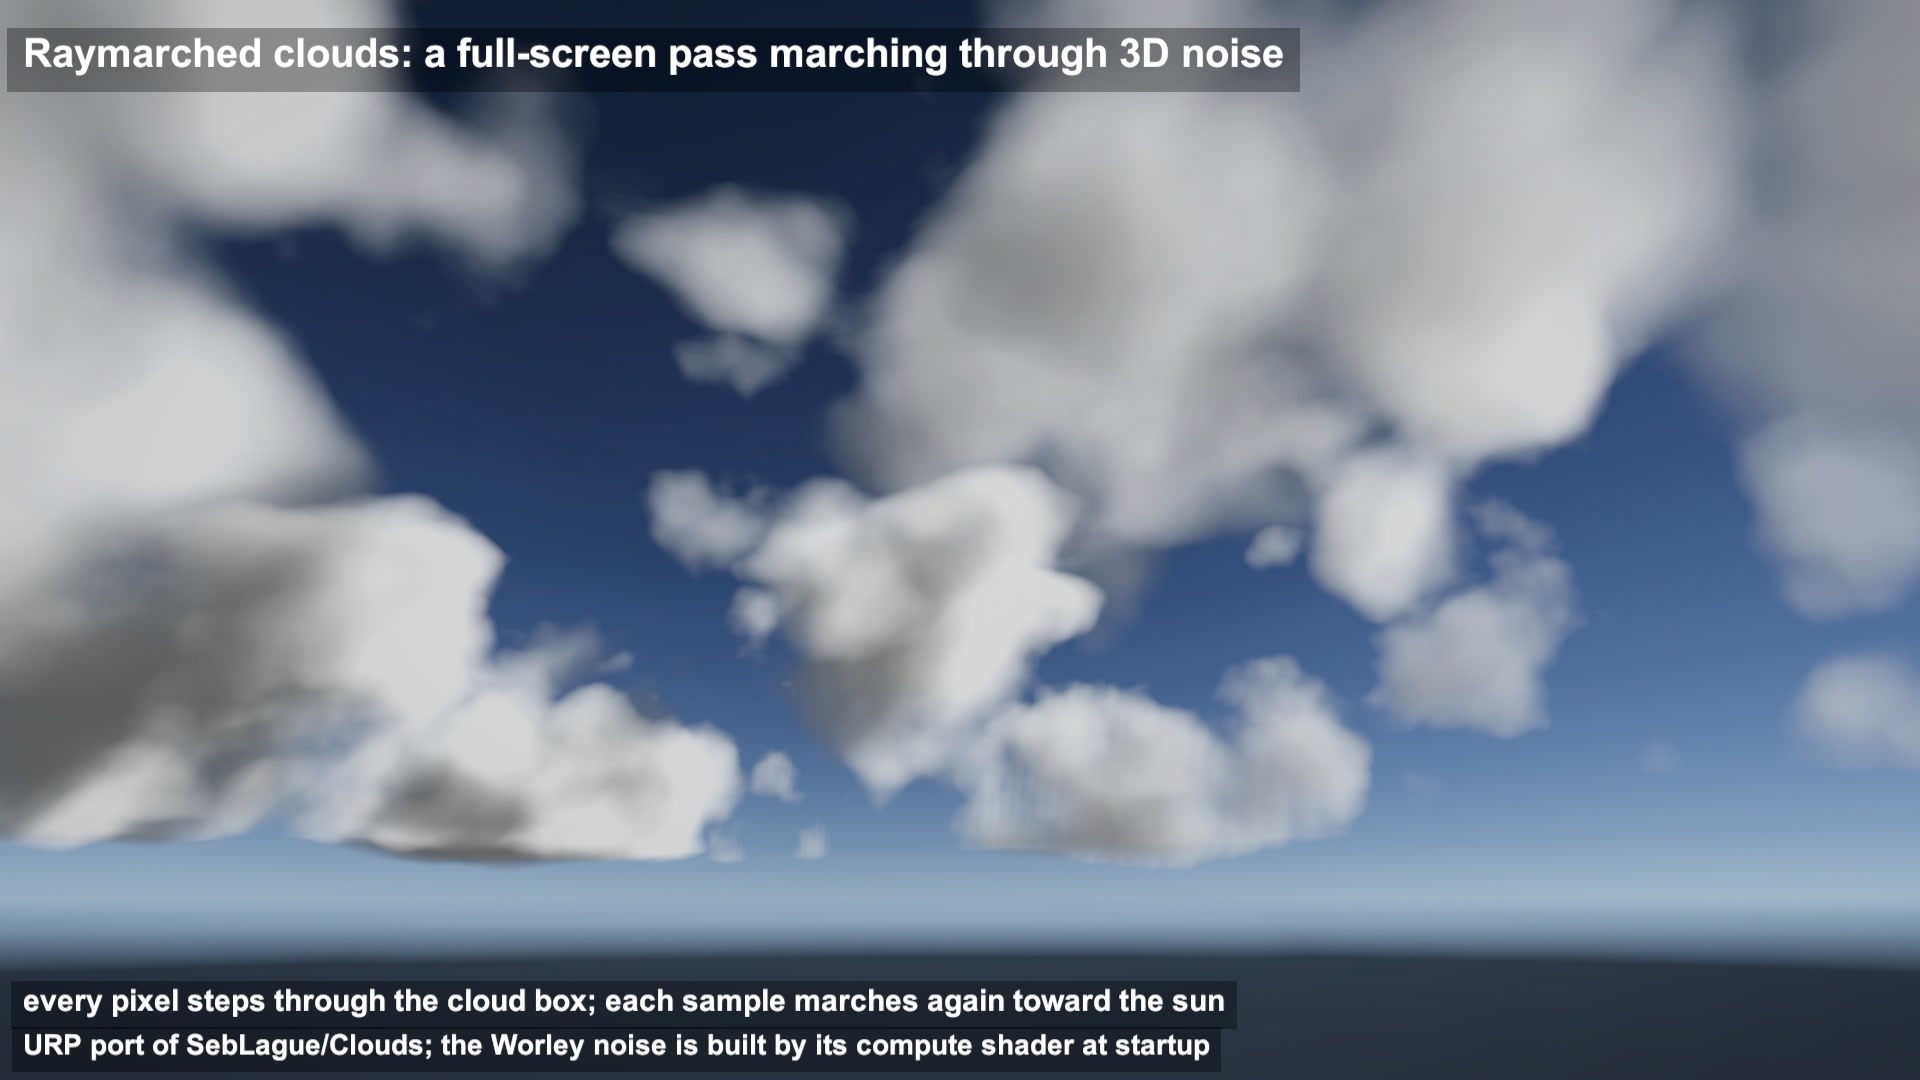 Raymarched clouds: a full-screen pass marching through 3D noise
every pixel steps through the cloud box; each sample marches again toward the sun
URP port of SebLague/Clouds; the Worley noise is built by its compute shader at startup